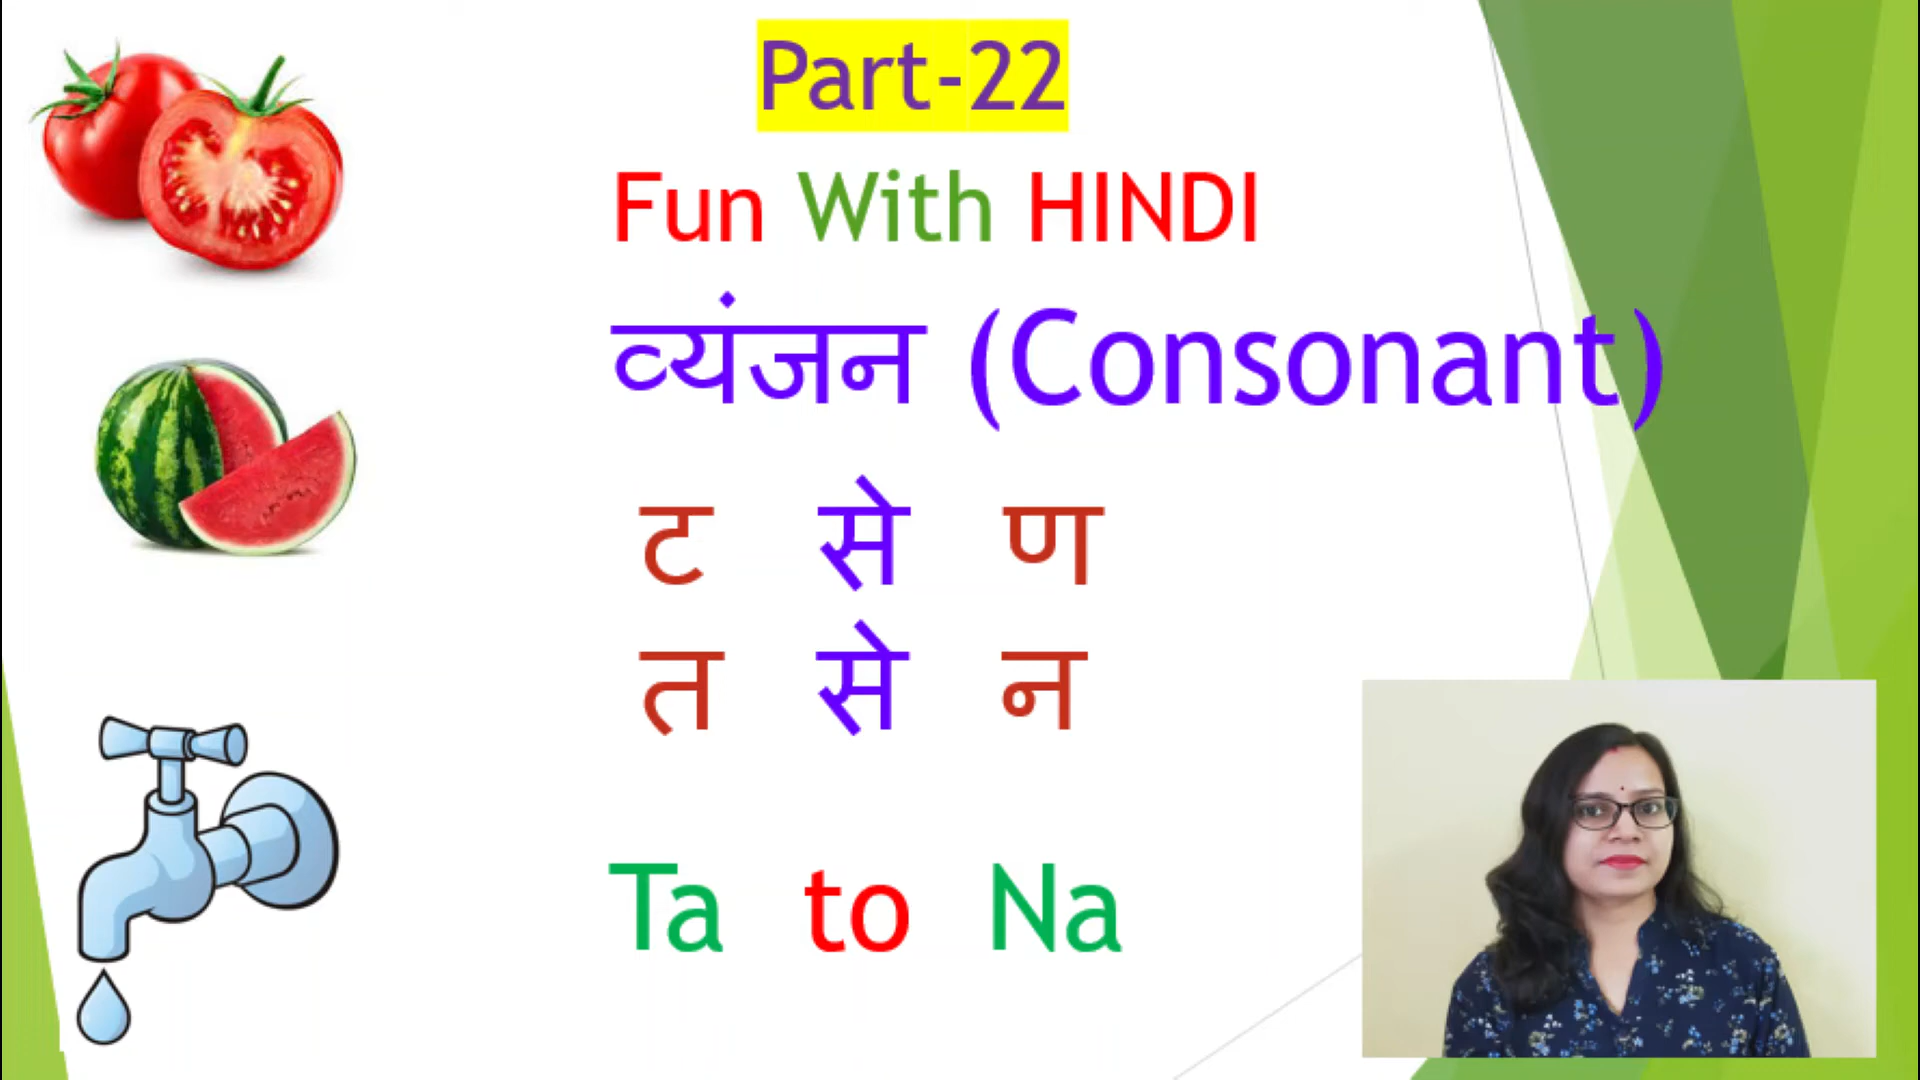 Part-22
Fun With HINDI
व्यंजन (Consonant)
ट से ण
त से न
Ta to Na